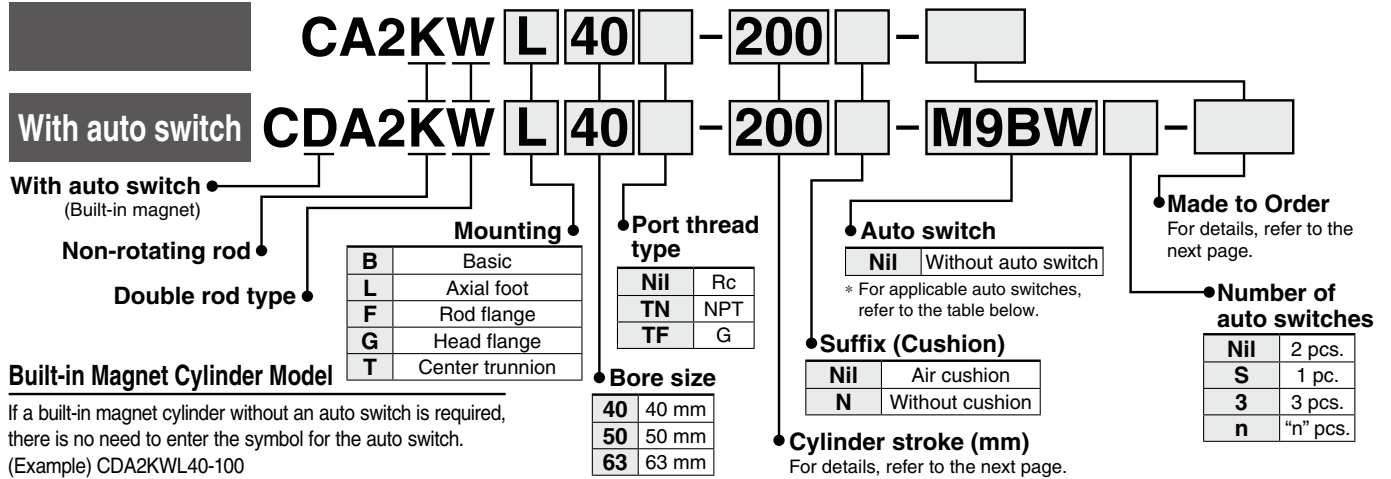 CA2KW L 40 - 200 -
With auto switch CDA2KW L 40 - 200 - M9BW -
With auto switch
(Built-in magnet)
Non-rotating rod
Double rod type
Mounting
B Basic
L Axial foot
F Rod flange
G Head flange
T Center trunnion
Port thread
type
Nil Rc
TN NPT
TF G
Bore size
40 40 mm
50 50 mm
63 63 mm
Auto switch
Nil Without auto switch
* For applicable auto switches,
refer to the table below.
Suffix (Cushion)
Nil Air cushion
N Without cushion
Cylinder stroke (mm)
For details, refer to the next page.
Made to Order
For details, refer to the
next page.
Number of
auto switches
Nil 2 pcs.
S 1 pc.
3 3 pcs.
n "n" pcs.
Built-in Magnet Cylinder Model
If a built-in magnet cylinder without an auto switch is required,
there is no need to enter the symbol for the auto switch.
(Example) CDA2KWL40-100